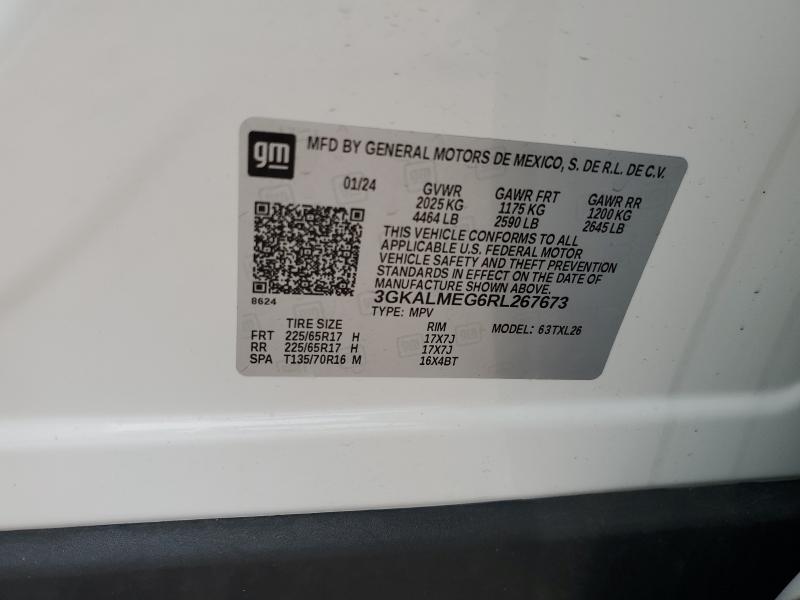 gm MFD BY GENERAL MOTORS DE MEXICO, S. DE R.L. DE C.V.
01/24 GVWR GAWR FRT GAWR RR
2025 KG 1175 KG 1200 KG
4464 LB 2590 LB 2645 LB
THIS VEHICLE CONFORMS TO ALL
APPLICABLE U.S. FEDERAL MOTOR
VEHICLE SAFETY AND THEFT PREVENTION
STANDARDS IN EFFECT ON THE DATE OF
MANUFACTURE SHOWN ABOVE.
8624 3GKALMEG6RL267673
TYPE: MPV
TIRE SIZE RIM MODEL: 63TXL26
FRT 225/65R17 H 17X7J
RR 225/65R17 H 17X7J
SPA T135/70R16 M 16X4BT